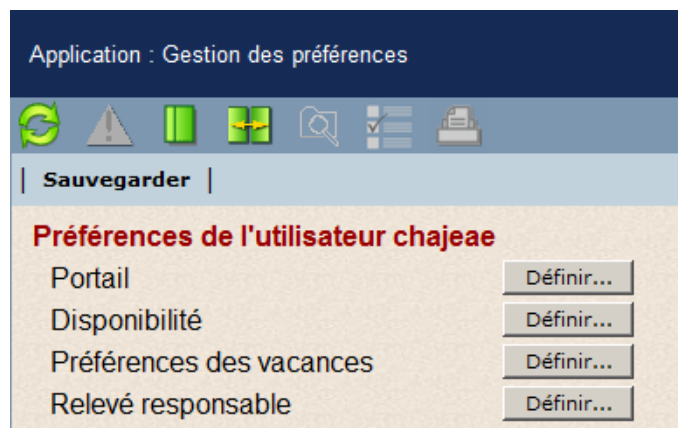 Application : Gestion des préférences
| Sauvegarder |
Préférences de l'utilisateur chajeae
Portail Définir...
Disponibilité Définir...
Préférences des vacances Définir...
Relevé responsable Définir...